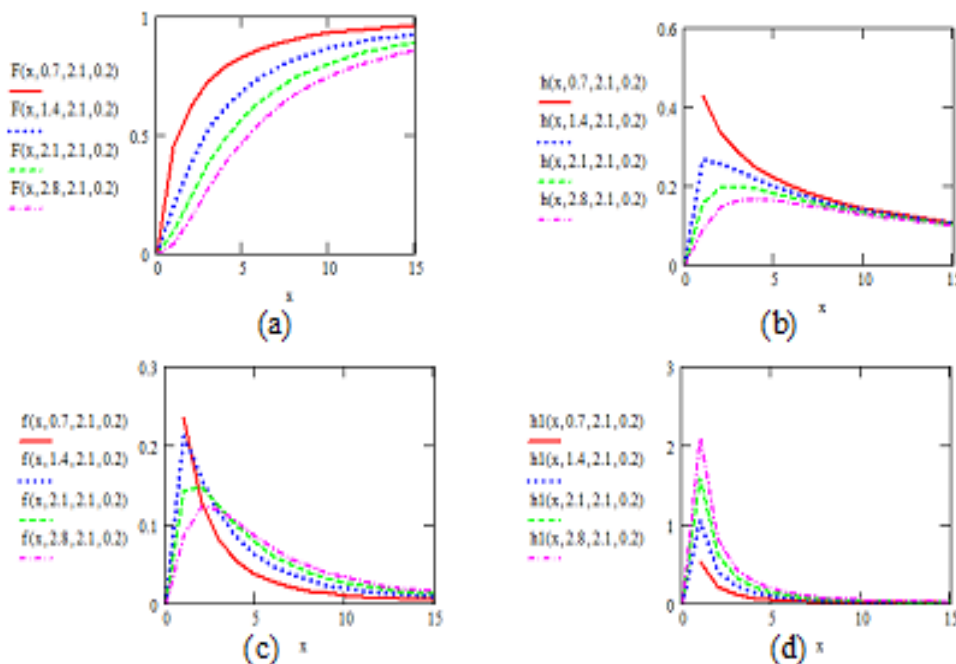 F(x,0.7,2.1,0.2)
F(x,1.4,2.1,0.2)
F(x,2.1,2.1,0.2)
F(x,2.8,2.1,0.2)
1
0.5
0
0 5 10 15
x
(a)
h(x,0.7,2.1,0.2)
h(x,1.4,2.1,0.2)
h(x,2.1,2.1,0.2)
h(x,2.8,2.1,0.2)
0.6
0.4
0.2
0
0 5 10 15
x
(b)
f(x,0.7,2.1,0.2)
f(x,1.4,2.1,0.2)
f(x,2.1,2.1,0.2)
f(x,2.8,2.1,0.2)
0.3
0.2
0.1
0
0 5 10 15
x
(c)
h1(x,0.7,2.1,0.2)
h1(x,1.4,2.1,0.2)
h1(x,2.1,2.1,0.2)
h1(x,2.8,2.1,0.2)
3
2
1
0
0 5 10 15
x
(d)